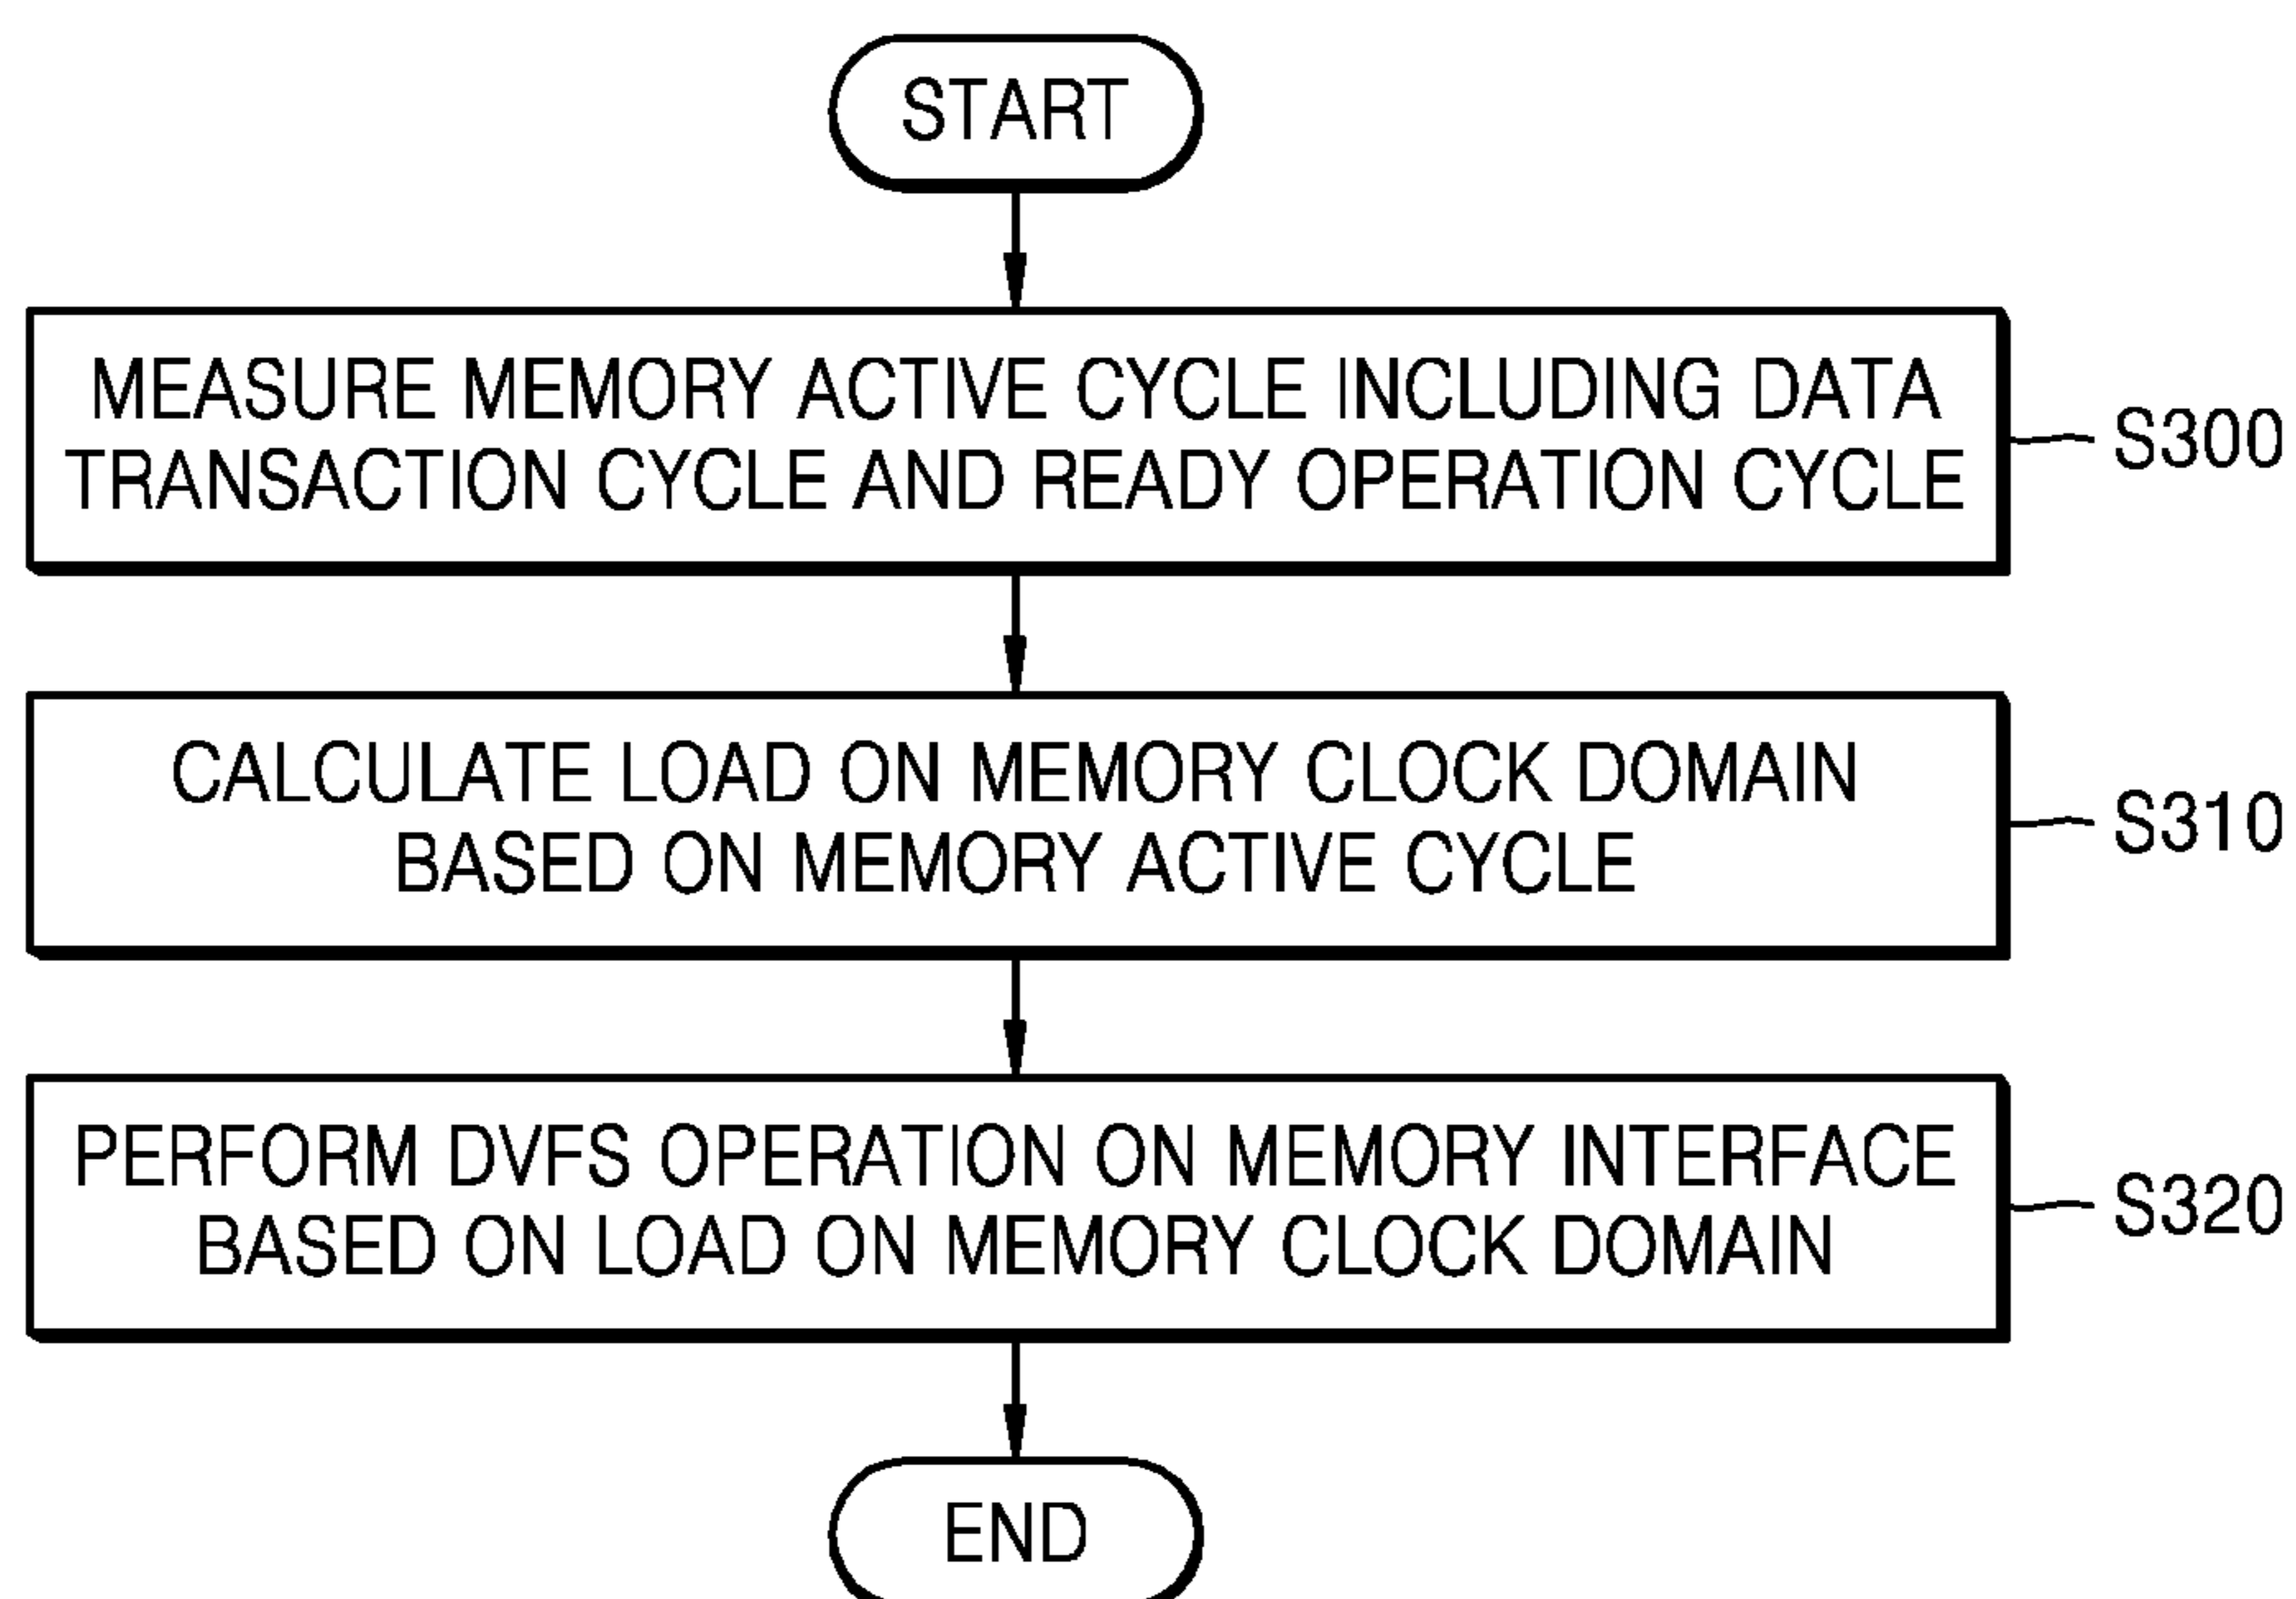 START
MEASURE MEMORY ACTIVE CYCLE INCLUDING DATA
TRANSACTION CYCLE AND READY OPERATION CYCLE
S300
CALCULATE LOAD ON MEMORY CLOCK DOMAIN
BASED ON MEMORY ACTIVE CYCLE
S310
PERFORM DVFS OPERATION ON MEMORY INTERFACE
BASED ON LOAD ON MEMORY CLOCK DOMAIN
S320
END